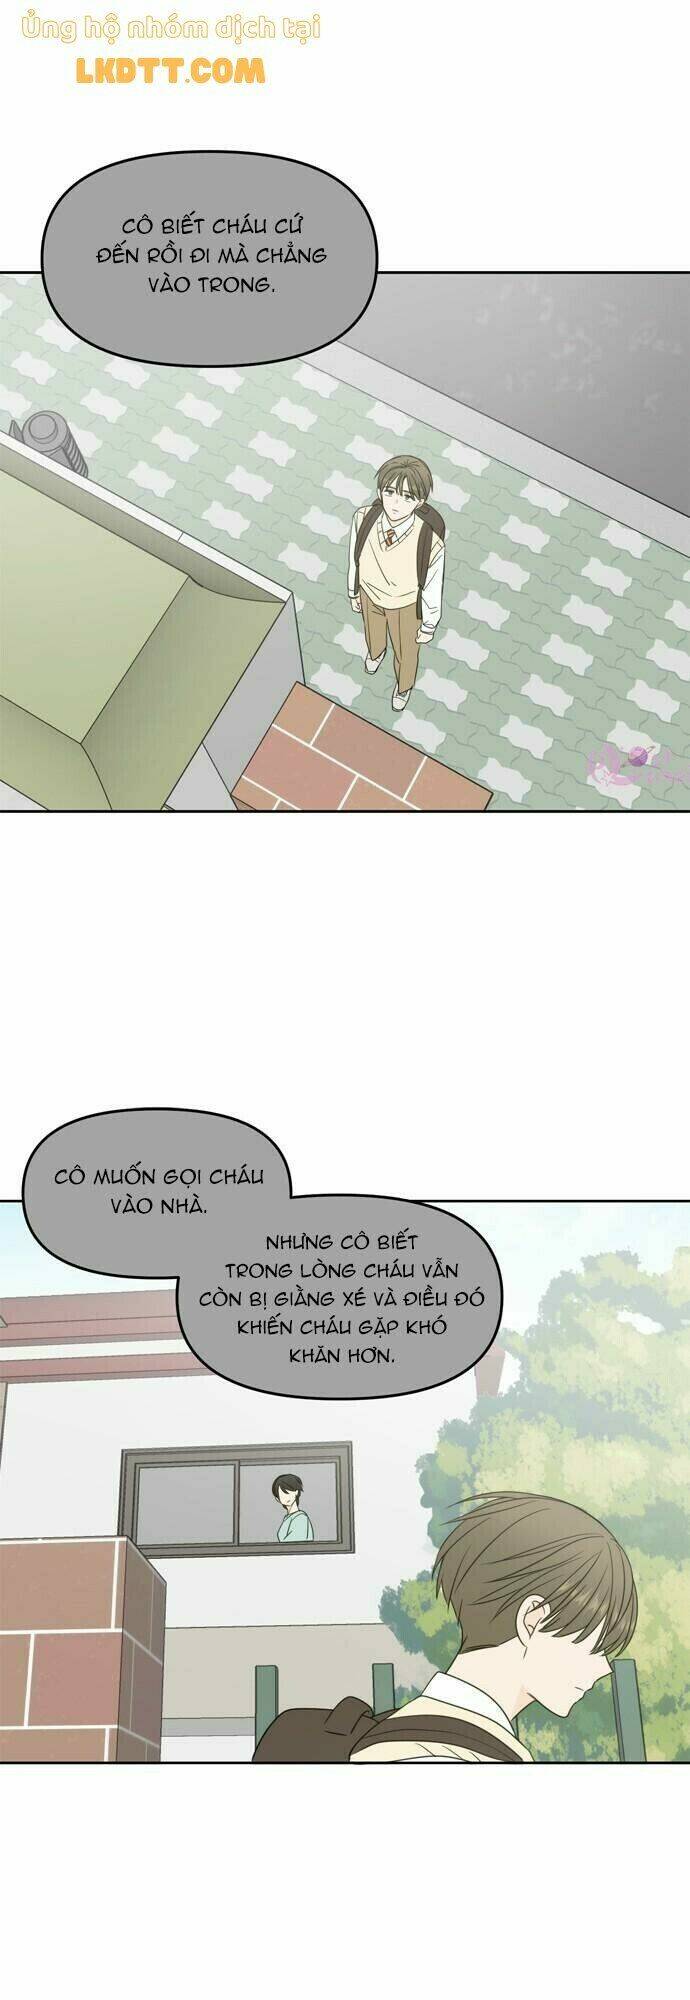 Ủng hộ nhóm dịch tại
LKDTT.COM
CÔ BIẾT CHÁU CỨ
ĐẾN RỒI ĐI MÀ CHẲNG
VÀO TRONG.
CÔ MUỐN GỌI CHÁU
VÀO NHÀ.
NHƯNG CÔ BIẾT
TRONG LÒNG CHÁU VẪN
CÒN BỊ GIẰNG XÉ VÀ ĐIỀU ĐÓ
KHIẾN CHÁU GẶP KHÓ
KHĂN HƠN.